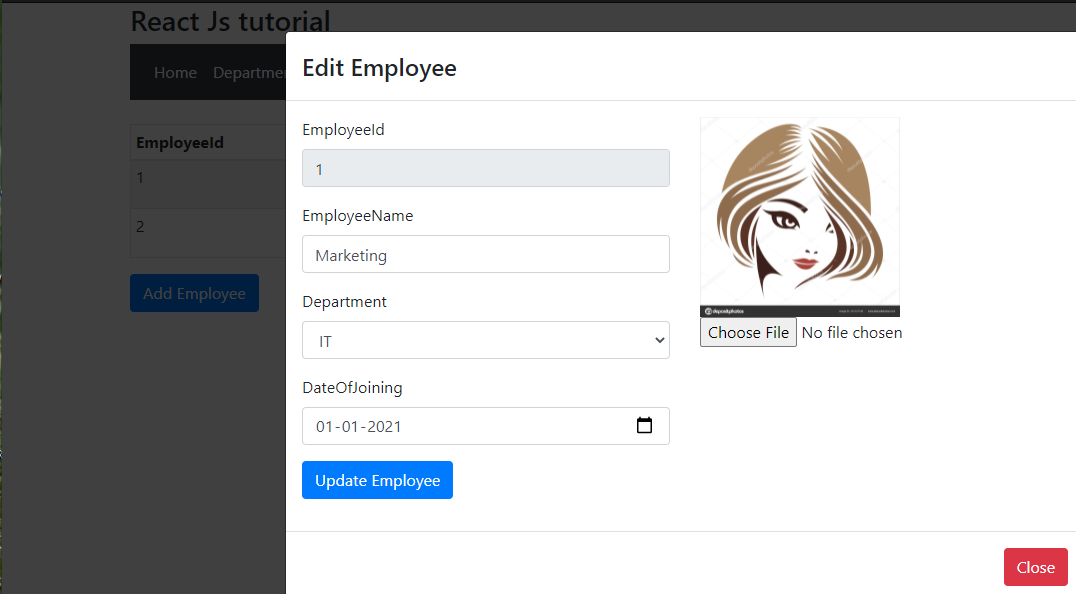 React Js tutorial
Home Departme
EmployeeId
1
2
Add Employee
Edit Employee
EmployeeId
1
EmployeeName
Marketing
Department
IT
DateOfJoining
01-01-2021
Update Employee
depositphotos
Choose File No file chosen
Close